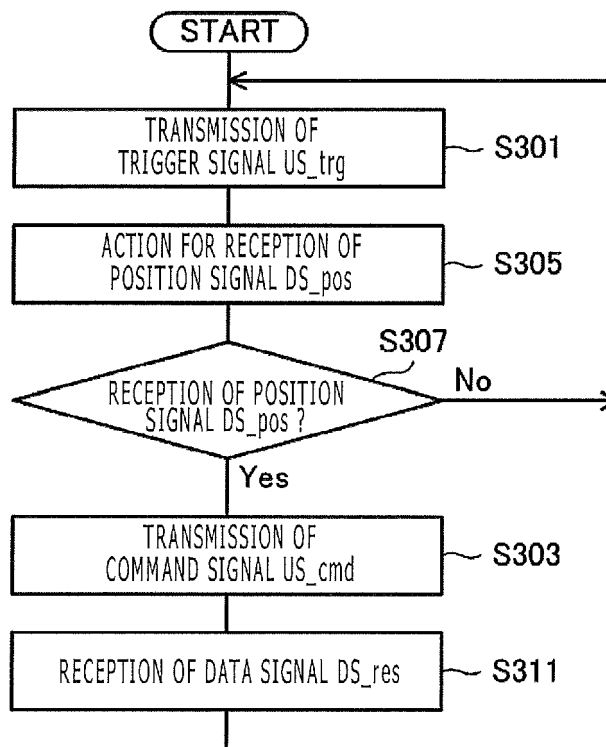 START
TRANSMISSION OF
TRIGGER SIGNAL US_trg
S301
ACTION FOR RECEPTION OF
POSITION SIGNAL DS_pos
S305
S307
RECEPTION OF POSITION
SIGNAL DS_pos ?
No
Yes
TRANSMISSION OF
COMMAND SIGNAL US_cmd
S303
RECEPTION OF DATA SIGNAL DS_res
S311